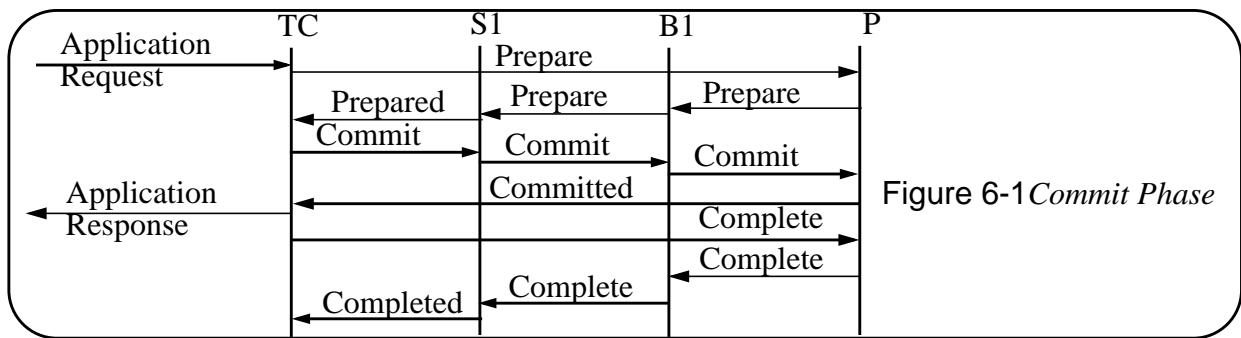 TC S1 B1 P
Application
Request
Prepare
Prepared Prepare Prepare
Commit
Commit
Commit
Committed
Application
Response
Figure 6-1 Commit Phase
Complete
Complete
Complete
Completed